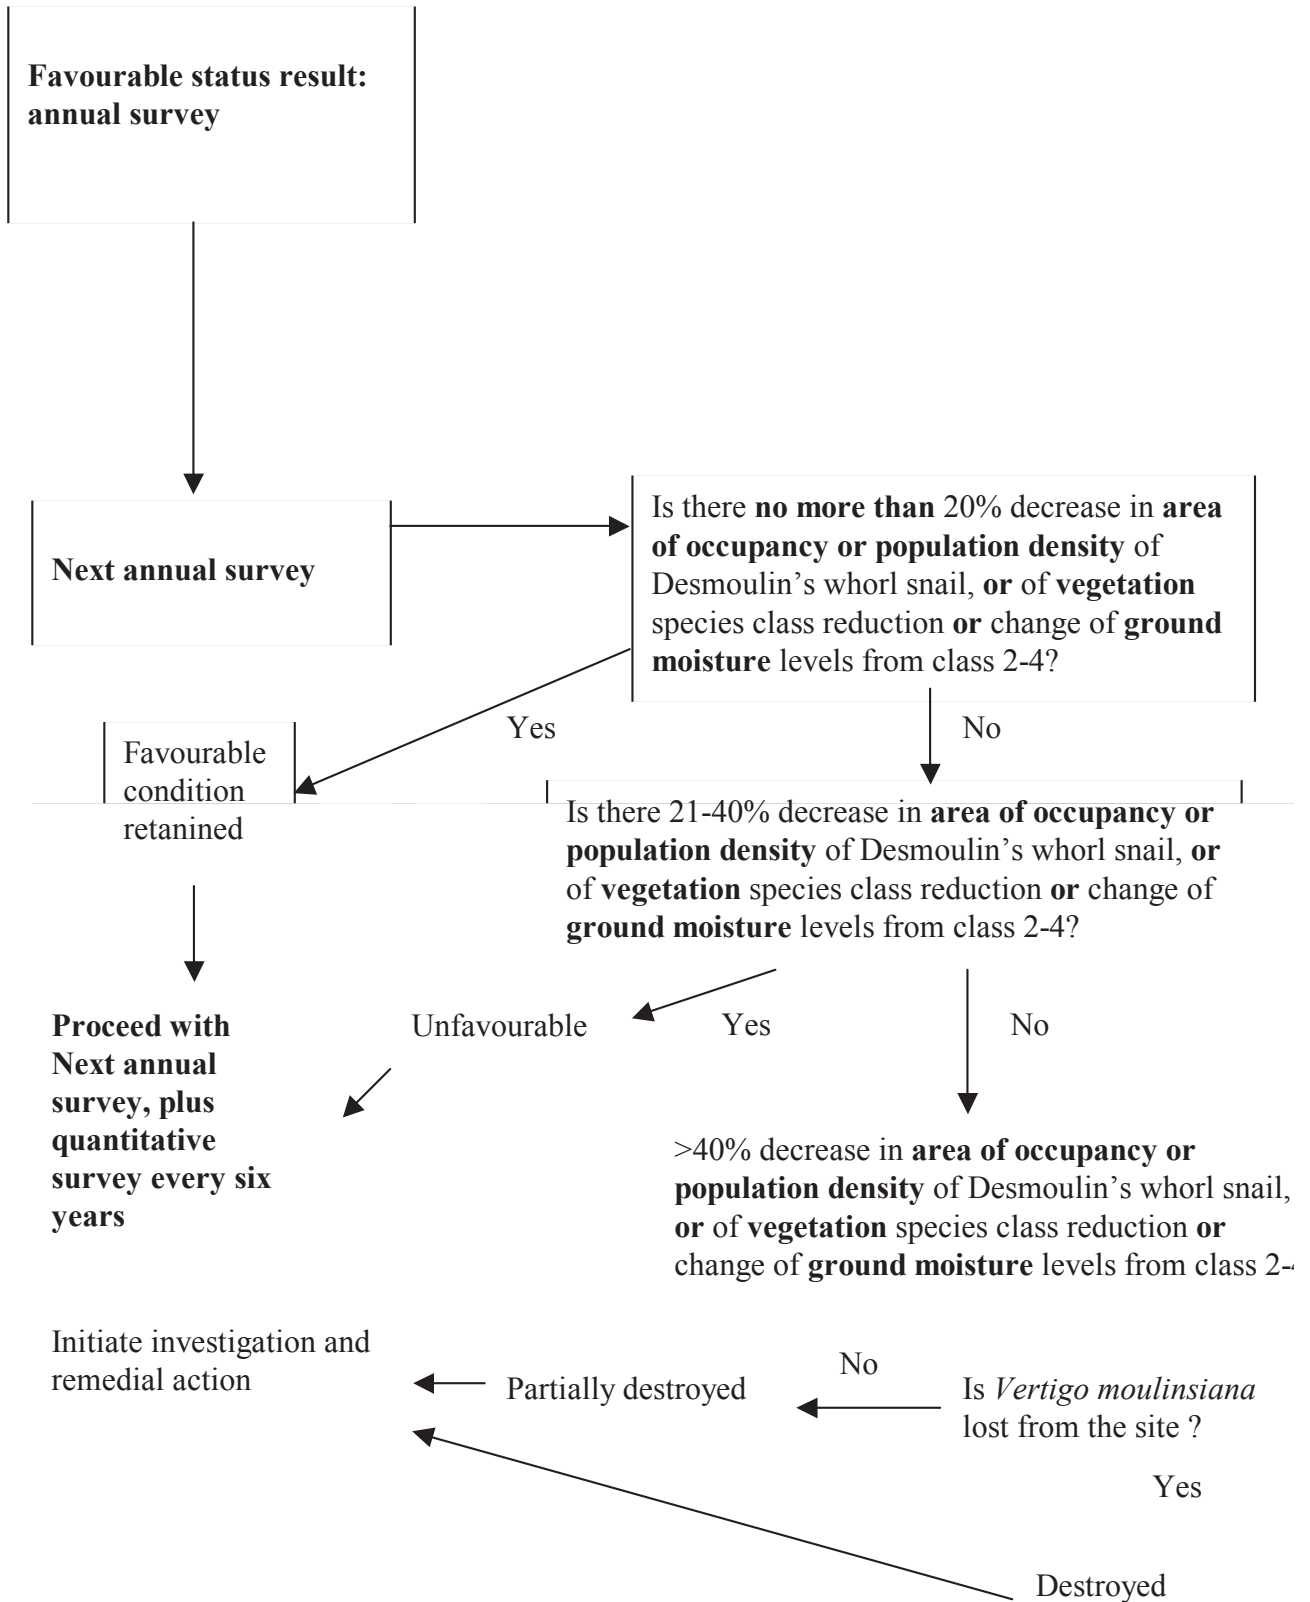 Favourable status result:
annual survey
Next annual survey
Is there no more than 20% decrease in area
of occupancy or population density of
Desmoulin’s whorl snail, or of vegetation
species class reduction or change of ground
moisture levels from class 2-4?
Yes
No
Favourable
condition
retanined
Is there 21-40% decrease in area of occupancy or
population density of Desmoulin’s whorl snail, or
of vegetation species class reduction or change of
ground moisture levels from class 2-4?
Proceed with
Next annual
survey, plus
quantitative
survey every six
years
Unfavourable
Yes
No
>40% decrease in area of occupancy or
population density of Desmoulin’s whorl snail,
or of vegetation species class reduction or
change of ground moisture levels from class 2-4
Initiate investigation and
remedial action
Partially destroyed
No
Is Vertigo moulinsiana
lost from the site ?
Yes
Destroyed